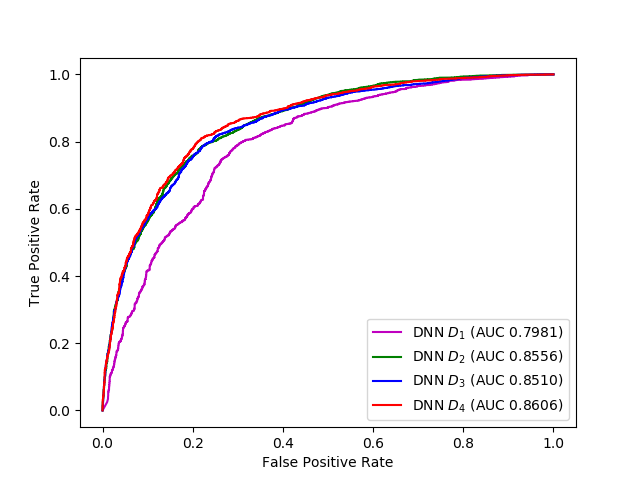 1.0
0.8
0.6
0.4
0.2
0.0
True Positive Rate
DNN D₁ (AUC 0.7981)
DNN D₂ (AUC 0.8556)
DNN D₃ (AUC 0.8510)
DNN D₄ (AUC 0.8606)
0.0 0.2 0.4 0.6 0.8 1.0
False Positive Rate